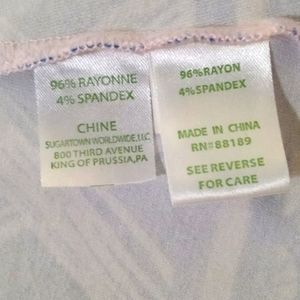 96% RAYONNE
4% SPANDEX
CHINE
SUGARTOWN WORLDWIDE, LLC
800 THIRD AVENUE
KING OF PRUSSIA,PA
96% RAYON
4% SPANDEX
MADE IN CHINA
RN# 88189
SEE REVERSE
FOR CARE